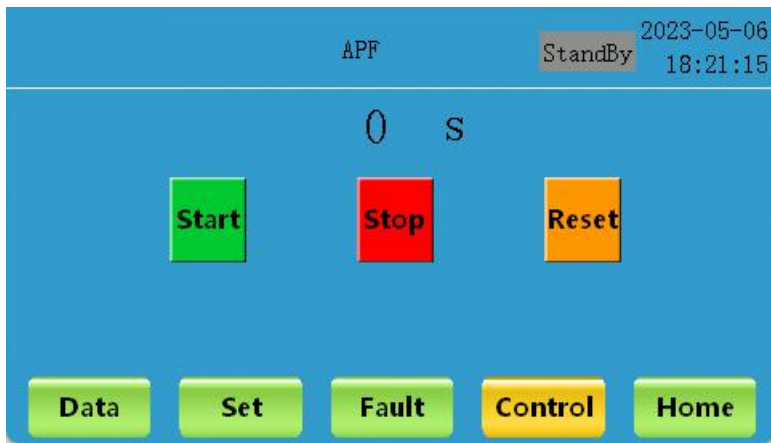 APF
StandBy
2023-05-06
18:21:15
0 s
Start
Stop
Reset
Data
Set
Fault
Control
Home